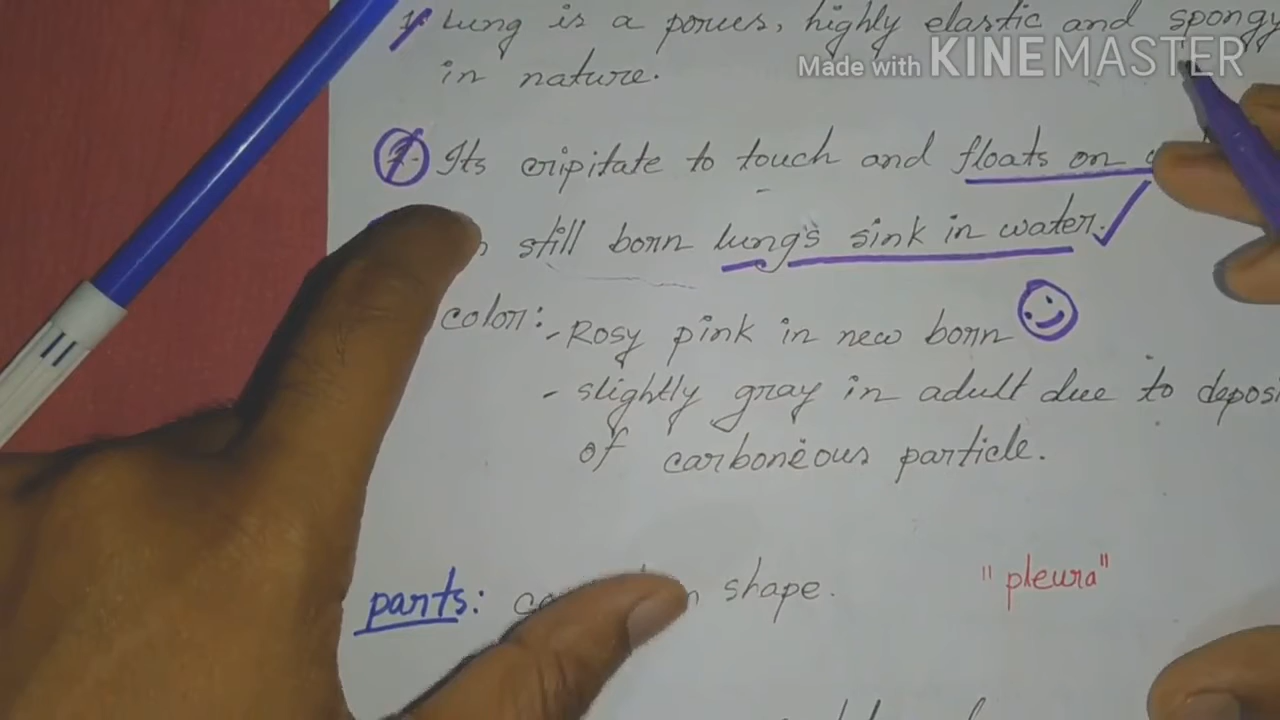 Lung is a porus, highly elastic and spongy
Made with KINEMASTER
in nature.
Its cripitate to touch and floats on
still born lung's sink in water.
color: - Rosy pink in new born
- slightly gray in adult due to deposi
of carboneous particle.
parts: shape. "pleura"